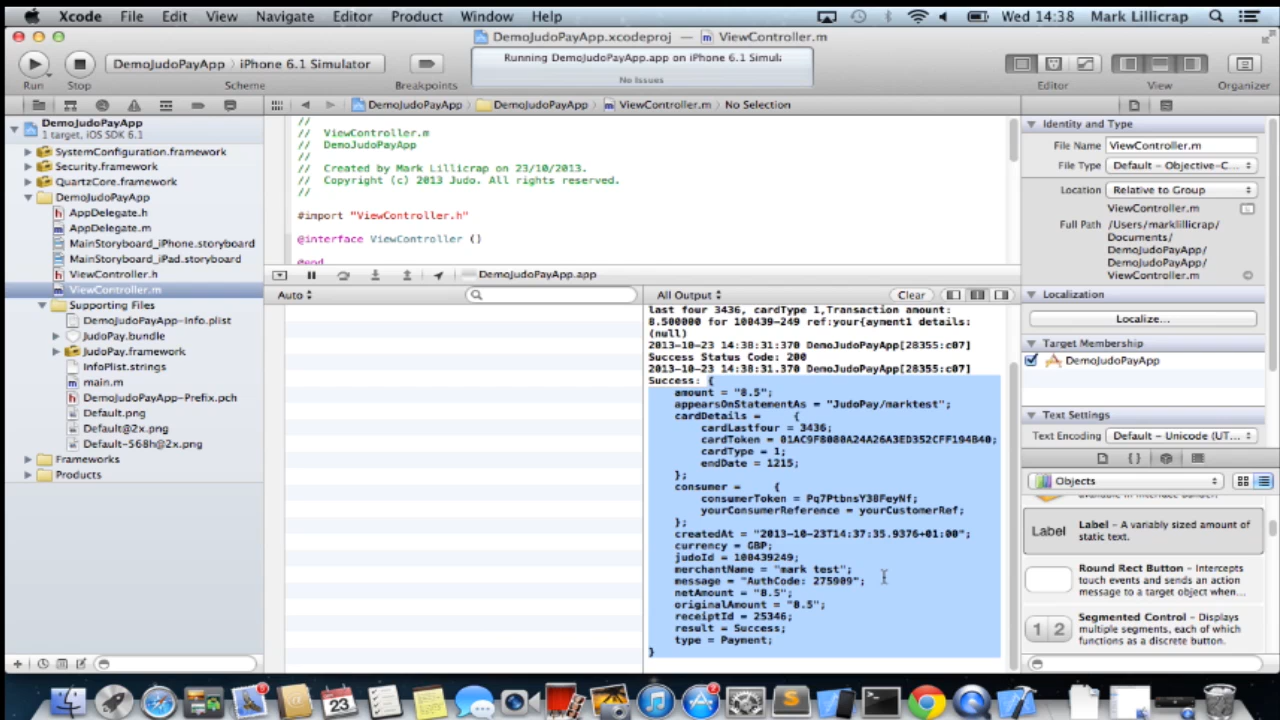 Xcode File Edit View Navigate Editor Product Window Help Wed 14:38 Mark Lillicrap
DemoJudoPayApp.xcodeproj — ViewController.m
DemoJudoPayApp iPhone 6.1 Simulator
Running DemoJudoPayApp.app on iPhone 6.1 Simula
No Issues
Run Stop Scheme Breakpoints Editor View Organizer
DemoJudoPayApp DemoJudoPayApp ViewController.m No Selection
DemoJudoPayApp
1 target, iOS SDK 6.1
SystemConfiguration.framework
Security.framework
QuartzCore.framework
DemoJudoPayApp
AppDelegate.h
AppDelegate.m
MainStoryboard_iPhone.storyboard
MainStoryboard_iPad.storyboard
ViewController.h
ViewController.m
Supporting Files
DemoJudoPayApp-Info.plist
JudoPay.bundle
JudoPay.framework
InfoPlist.strings
main.m
DemoJudoPayApp-Prefix.pch
Default.png
Default@2x.png
Default-568h@2x.png
Frameworks
Products
//
// ViewController.m
// DemoJudoPayApp
//
// Created by Mark Lillicrap on 23/10/2013.
// Copyright (c) 2013 Judo. All rights reserved.
//
#import "ViewController.h"
@interface ViewController ()
@end
DemoJudoPayApp.app
Auto
All Output
Clear
last four 3436, cardType 1,Transaction amount:
8.500000 for 100439-249 ref:your{ayment1 details:
(null)
2013-10-23 14:38:31.370 DemoJudoPayApp[28355:c07]
Success Status Code: 200
2013-10-23 14:38:31.370 DemoJudoPayApp[28355:c07]
Success: {
amount = "8.5";
appearsOnStatementAs = "JudoPay/marktest";
cardDetails = {
cardLastfour = 3436;
cardToken = 01AC9F8080A24A26A3ED352CFF194B40;
cardType = 1;
endDate = 1215;
};
consumer = {
consumerToken = Pq7PtbnsY38FeyNf;
yourConsumerReference = yourCustomerRef;
};
createdAt = "2013-10-23T14:37:35.9376+01:00";
currency = GBP;
judoId = 100439249;
merchantName = "mark test";
message = "AuthCode: 275909";
netAmount = "8.5";
originalAmount = "8.5";
receiptId = 25346;
result = Success;
type = Payment;
}
Identity and Type
File Name ViewController.m
File Type Default – Objective-C...
Location Relative to Group
ViewController.m
Full Path /Users/marklillicrap/
Documents/
DemoJudoPayApp/
DemoJudoPayApp/
ViewController.m
Localization
Localize...
Target Membership
DemoJudoPayApp
Text Settings
Text Encoding Default – Unicode (UT...
Objects
available in Interface Builder.
Label Label – A variably sized amount of
static text.
Round Rect Button – Intercepts
touch events and sends an action
message to a target object when...
1 2 Segmented Control – Displays
multiple segments, each of which
functions as a discrete button.
23